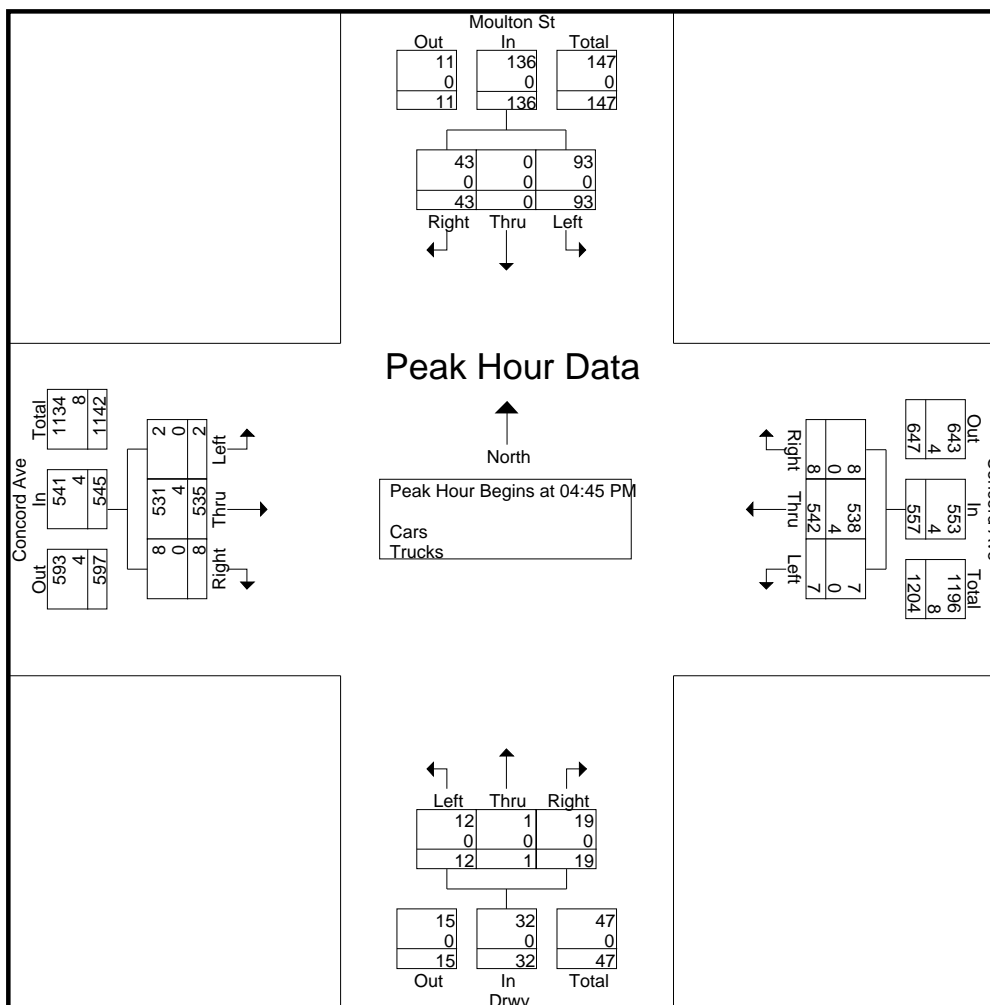 Moulton St
Out In Total
11 136 147
0 0 0
11 136 147
43 0 93
0 0 0
43 0 93
Right Thru Left
Peak Hour Data
North
Peak Hour Begins at 04:45 PM
Cars
Trucks
Concord Ave
Out In Total
593 541 1134
4 4 8
597 545 1142
Right Thru Left
8 531 2
0 4 0
8 535 2
Out In Total
643 553 1196
4 4 8
647 557 1204
Right Thru Left
8 538 7
0 4 0
8 542 7
Left Thru Right
12 1 19
0 0 0
12 1 19
15 32 47
0 0 0
15 32 47
Out In Total
Drwy